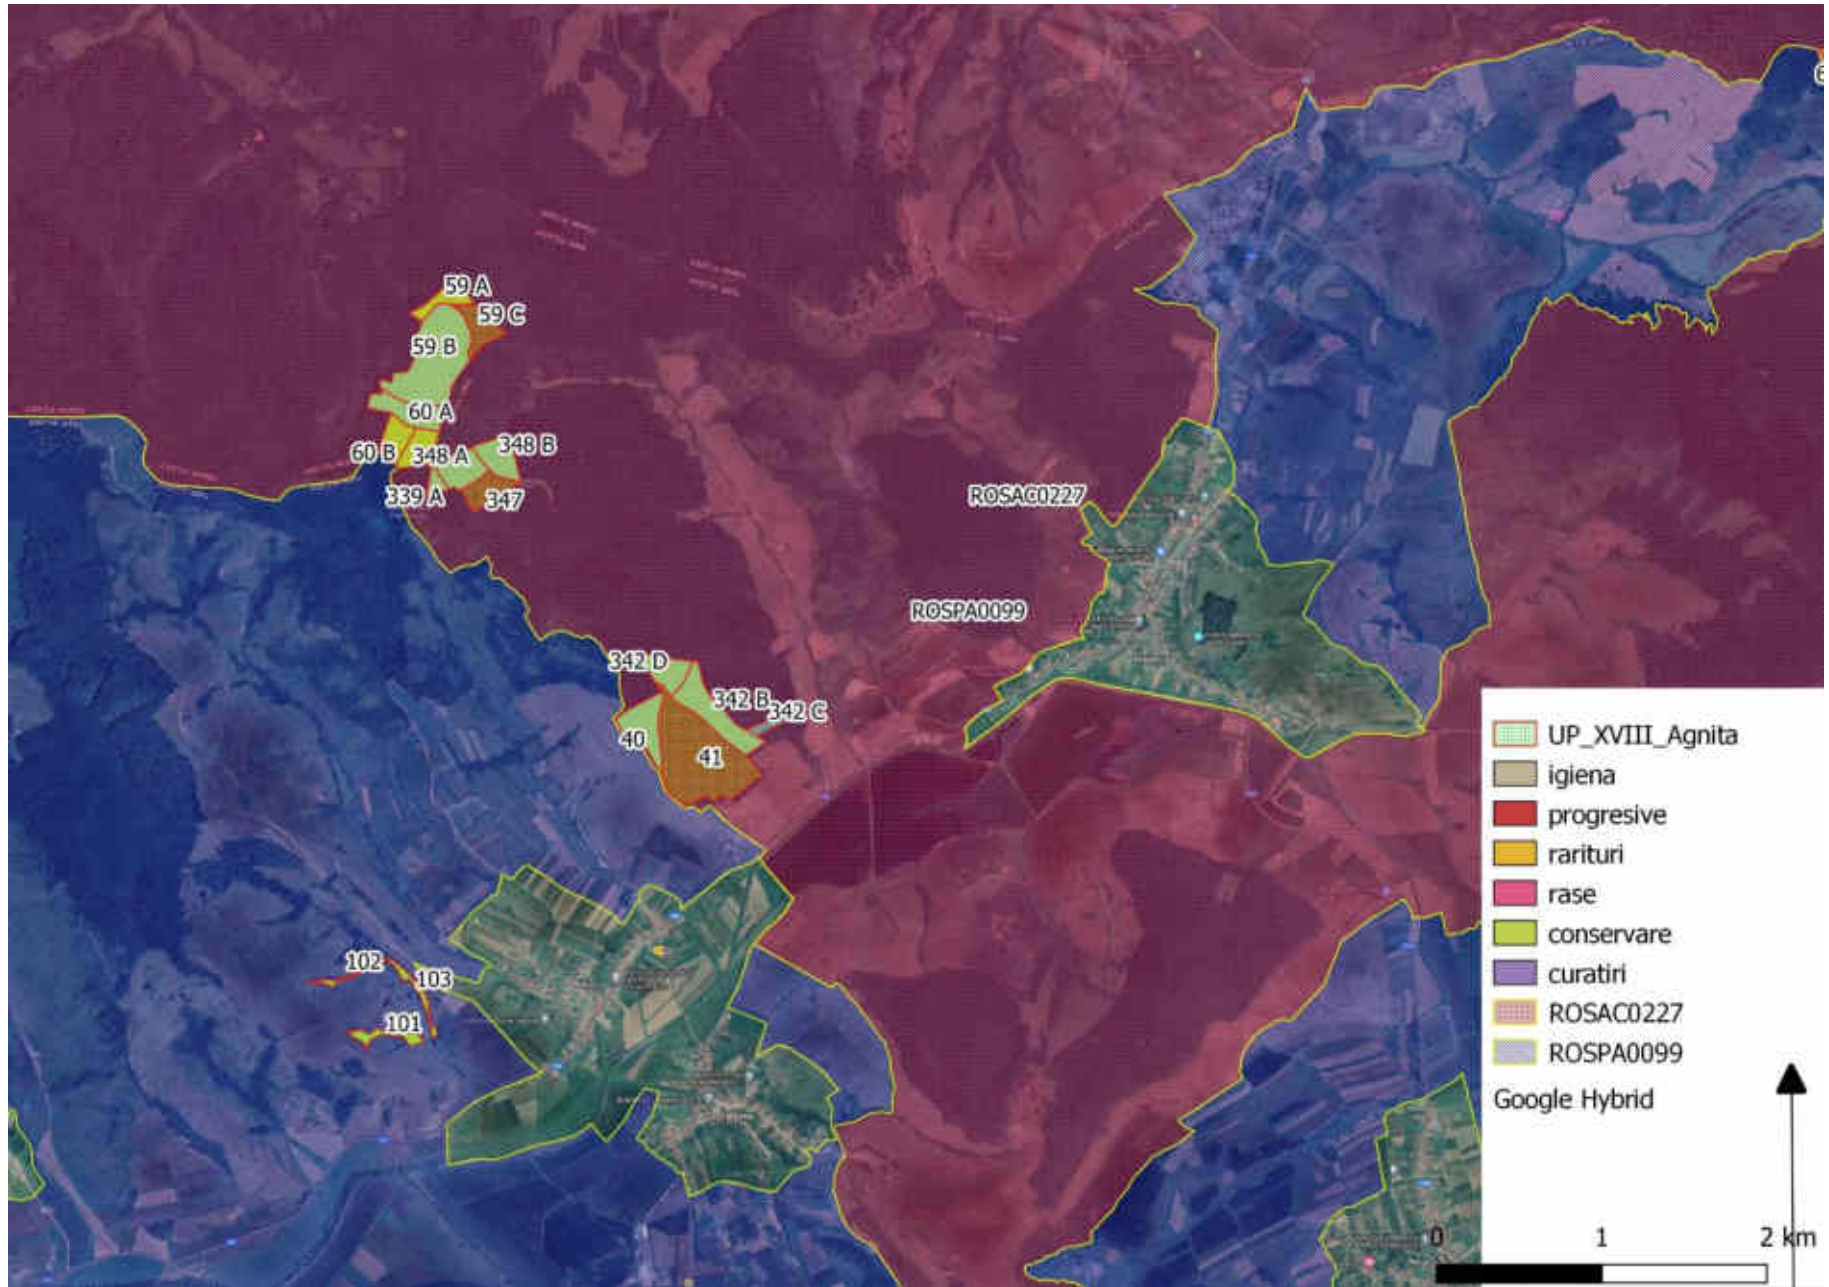 59 A
59 C
59 B
60 A
348 B
60 B
348 A
339 A
347
ROSAC0227
ROSPA0099
342 D
342 B
342 C
40
41
102
103
101
UP_XVIII_Agnita
igiena
progresive
rarituri
rase
conservare
curatiri
ROSAC0227
ROSPA0099
Google Hybrid
0 1 2 km